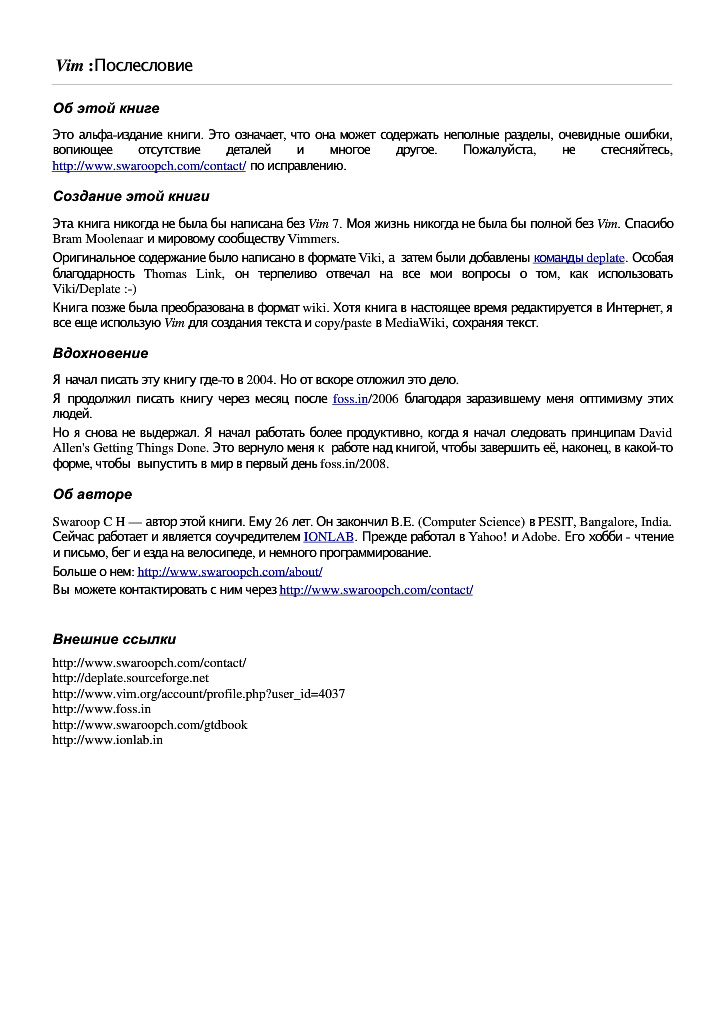 Vim :Послесловие
Об этой книге
Это альфа-издание книги. Это означает, что она может содержать неполные разделы, очевидные ошибки,
вопиющее отсутствие деталей и многое другое. Пожалуйста, не стесняйтесь,
http://www.swaroopch.com/contact/ по исправлению.
Создание этой книги
Эта книга никогда не была бы написана без Vim 7. Моя жизнь никогда не была бы полной без Vim. Спасибо
Bram Moolenaar и мировому сообществу Vimmers.
Оригинальное содержание было написано в формате Viki, а затем были добавлены команды deplate. Особая
благодарность Thomas Link, он терпеливо отвечал на все мои вопросы о том, как использовать
Viki/Deplate :-)
Книга позже была преобразована в формат wiki. Хотя книга в настоящее время редактируется в Интернет, я
все еще использую Vim для создания текста и copy/paste в MediaWiki, сохраняя текст.
Вдохновение
Я начал писать эту книгу где-то в 2004. Но от вскоре отложил это дело.
Я продолжил писать книгу через месяц после foss.in/2006 благодаря заразившему меня оптимизму этих
людей.
Но я снова не выдержал. Я начал работать более продуктивно, когда я начал следовать принципам David
Allen's Getting Things Done. Это вернуло меня к работе над книгой, чтобы завершить её, наконец, в какой-то
форме, чтобы выпустить в мир в первый день foss.in/2008.
Об авторе
Swaroop C H — автор этой книги. Ему 26 лет. Он закончил B.E. (Computer Science) в PESIT, Bangalore, India.
Сейчас работает и является соучредителем IONLAB. Прежде работал в Yahoo! и Adobe. Его хобби - чтение
и письмо, бег и езда на велосипеде, и немного программирование.
Больше о нем: http://www.swaroopch.com/about/
Вы можете контактировать с ним через http://www.swaroopch.com/contact/
Внешние ссылки
http://www.swaroopch.com/contact/
http://deplate.sourceforge.net
http://www.vim.org/account/profile.php?user_id=4037
http://www.foss.in
http://www.swaroopch.com/gtdbook
http://www.ionlab.in